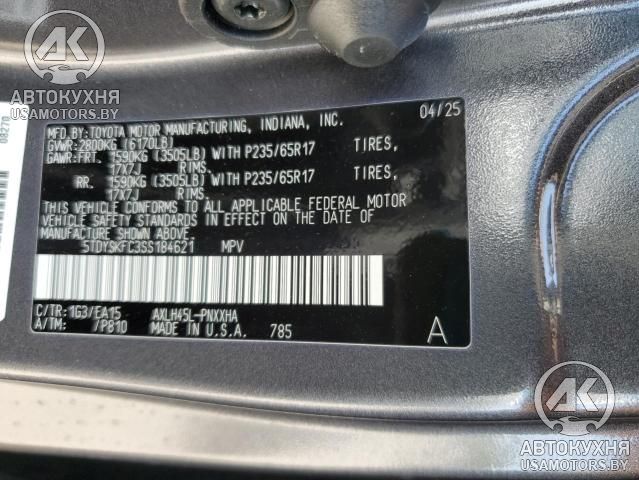 AK
АВТОКУХНЯ
USAMOTORS.BY
08270
MFD. BY: TOYOTA MOTOR MANUFACTURING, INDIANA, INC. 04/25
GVWR: 2800KG (6170LB)
GAWR: FRT. 1590KG (3505LB) WITH P235/65R17 TIRES,
17X7J RIMS.
RR. 1590KG (3505LB) WITH P235/65R17 TIRES,
17X7J RIMS.
THIS VEHICLE CONFORMS TO ALL APPLICABLE FEDERAL MOTOR
VEHICLE SAFETY STANDARDS IN EFFECT ON THE DATE OF
MANUFACTURE SHOWN ABOVE.
5TDYSKFC3SS184621 MPV
C/TR: 1G3/EA15 AXLH45L-PNXXHA
A/TM: /P810 MADE IN U.S.A. 785 A
AK
АВТОКУХНЯ
USAMOTORS.BY